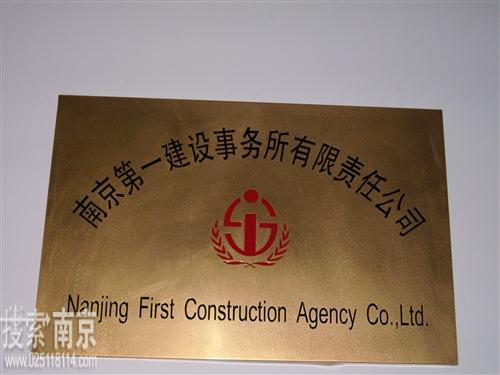 南京第一建设事务所有限责任公司
Nanjing First Construction Agency Co.,Ltd.
搜索南京
www.025118114.com